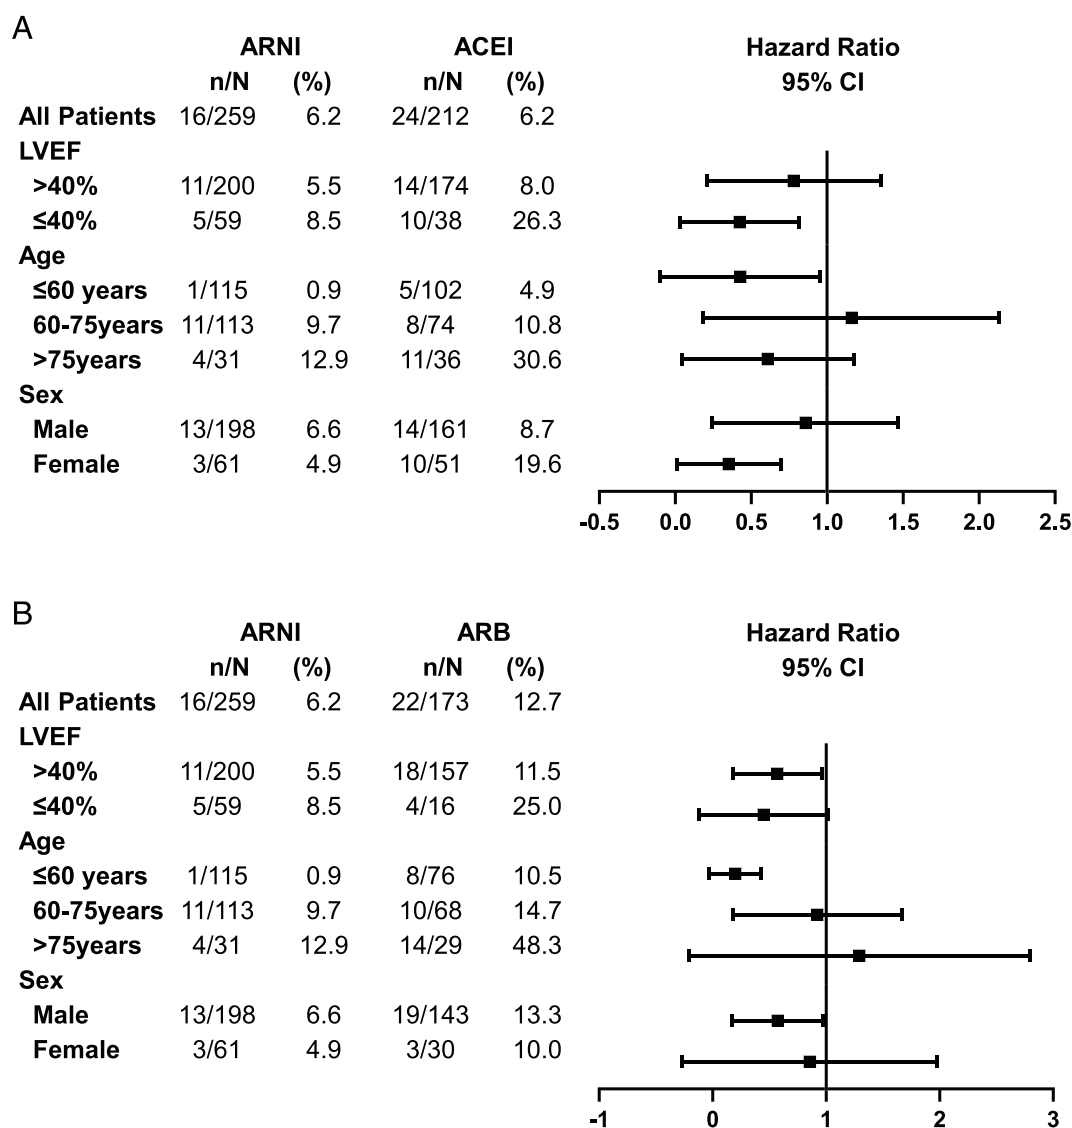 A
ARNI ACEI Hazard Ratio
n/N (%) n/N (%) 95% CI
All Patients 16/259 6.2 24/212 6.2
LVEF
>40% 11/200 5.5 14/174 8.0
≤40% 5/59 8.5 10/38 26.3
Age
≤60 years 1/115 0.9 5/102 4.9
60-75years 11/113 9.7 8/74 10.8
>75years 4/31 12.9 11/36 30.6
Sex
Male 13/198 6.6 14/161 8.7
Female 3/61 4.9 10/51 19.6
-0.5 0.0 0.5 1.0 1.5 2.0 2.5
B
ARNI ARB Hazard Ratio
n/N (%) n/N (%) 95% CI
All Patients 16/259 6.2 22/173 12.7
LVEF
>40% 11/200 5.5 18/157 11.5
≤40% 5/59 8.5 4/16 25.0
Age
≤60 years 1/115 0.9 8/76 10.5
60-75years 11/113 9.7 10/68 14.7
>75years 4/31 12.9 14/29 48.3
Sex
Male 13/198 6.6 19/143 13.3
Female 3/61 4.9 3/30 10.0
-1 0 1 2 3